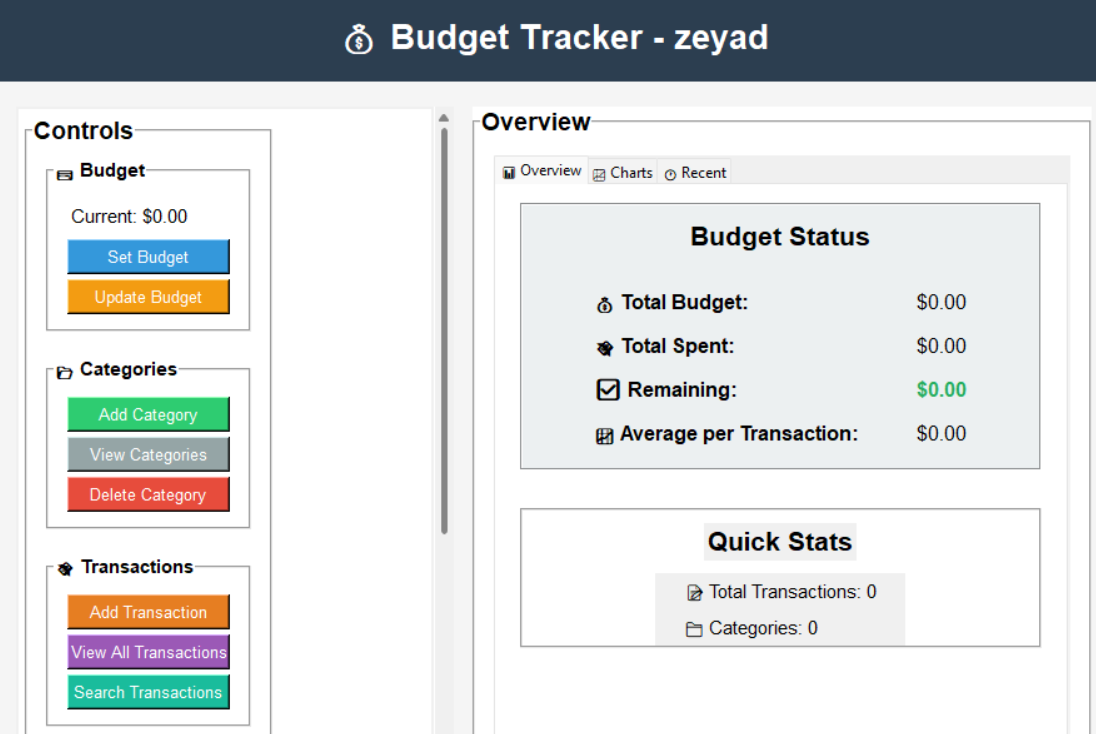 Budget Tracker - zeyad
Controls
Budget
Current: $0.00
Set Budget
Update Budget
Categories
Add Category
View Categories
Delete Category
Transactions
Add Transaction
View All Transactions
Search Transactions
Overview
Overview Charts Recent
Budget Status
Total Budget: $0.00
Total Spent: $0.00
Remaining: $0.00
Average per Transaction: $0.00
Quick Stats
Total Transactions: 0
Categories: 0